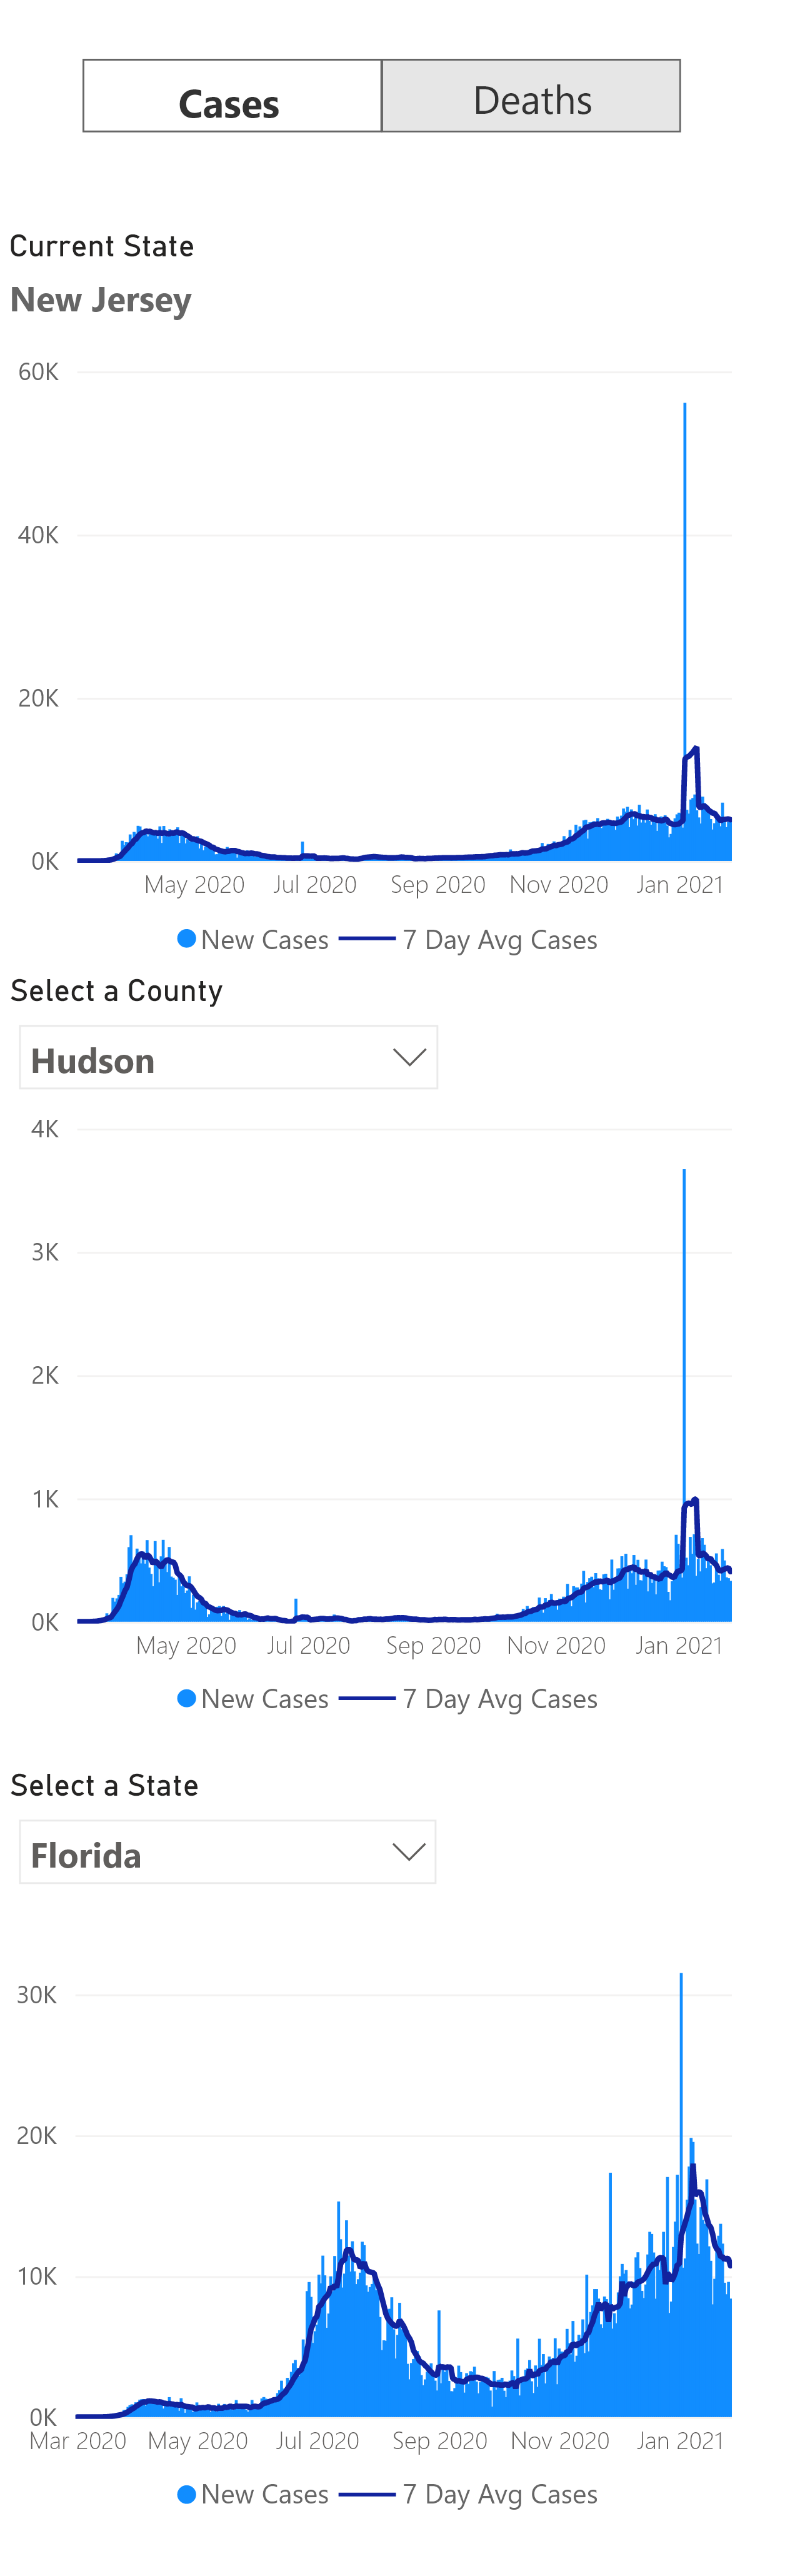 Cases Deaths
Current State
New Jersey
60K
40K
20K
0K
May 2020 Jul 2020 Sep 2020 Nov 2020 Jan 2021
New Cases 7 Day Avg Cases
Select a County
Hudson
4K
3K
2K
1K
0K
May 2020 Jul 2020 Sep 2020 Nov 2020 Jan 2021
New Cases 7 Day Avg Cases
Select a State
Florida
30K
20K
10K
0K
Mar 2020 May 2020 Jul 2020 Sep 2020 Nov 2020 Jan 2021
New Cases 7 Day Avg Cases